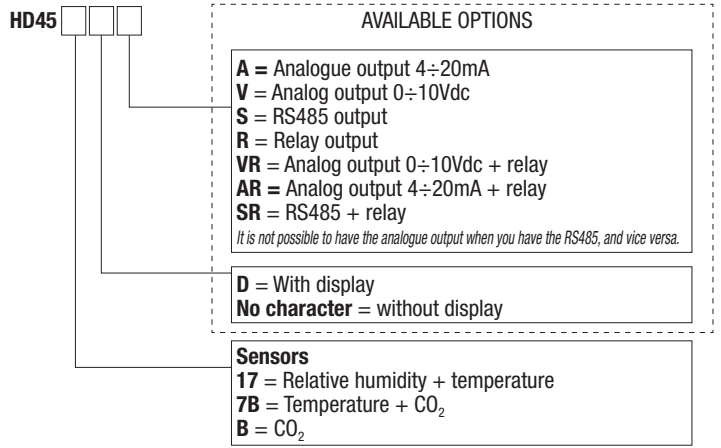 HD45
AVAILABLE OPTIONS
A = Analogue output 4÷20mA
V = Analog output 0÷10Vdc
S = RS485 output
R = Relay output
VR = Analog output 0÷10Vdc + relay
AR = Analog output 4÷20mA + relay
SR = RS485 + relay
It is not possible to have the analogue output when you have the RS485, and vice versa.
D = With display
No character = without display
Sensors
17 = Relative humidity + temperature
7B = Temperature + CO₂
B = CO₂